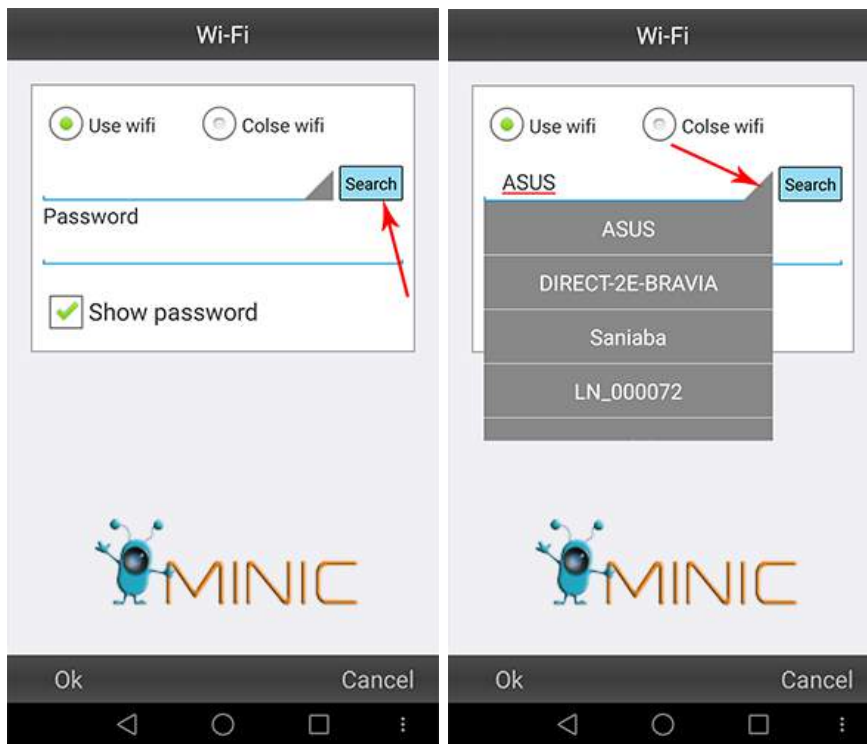 Wi-Fi
Use wifi Colse wifi
Search
Password
Show password
MINIC
Ok Cancel
Wi-Fi
Use wifi Colse wifi
ASUS Search
ASUS
DIRECT-2E-BRAVIA
Saniaba
LN_000072
MINIC
Ok Cancel